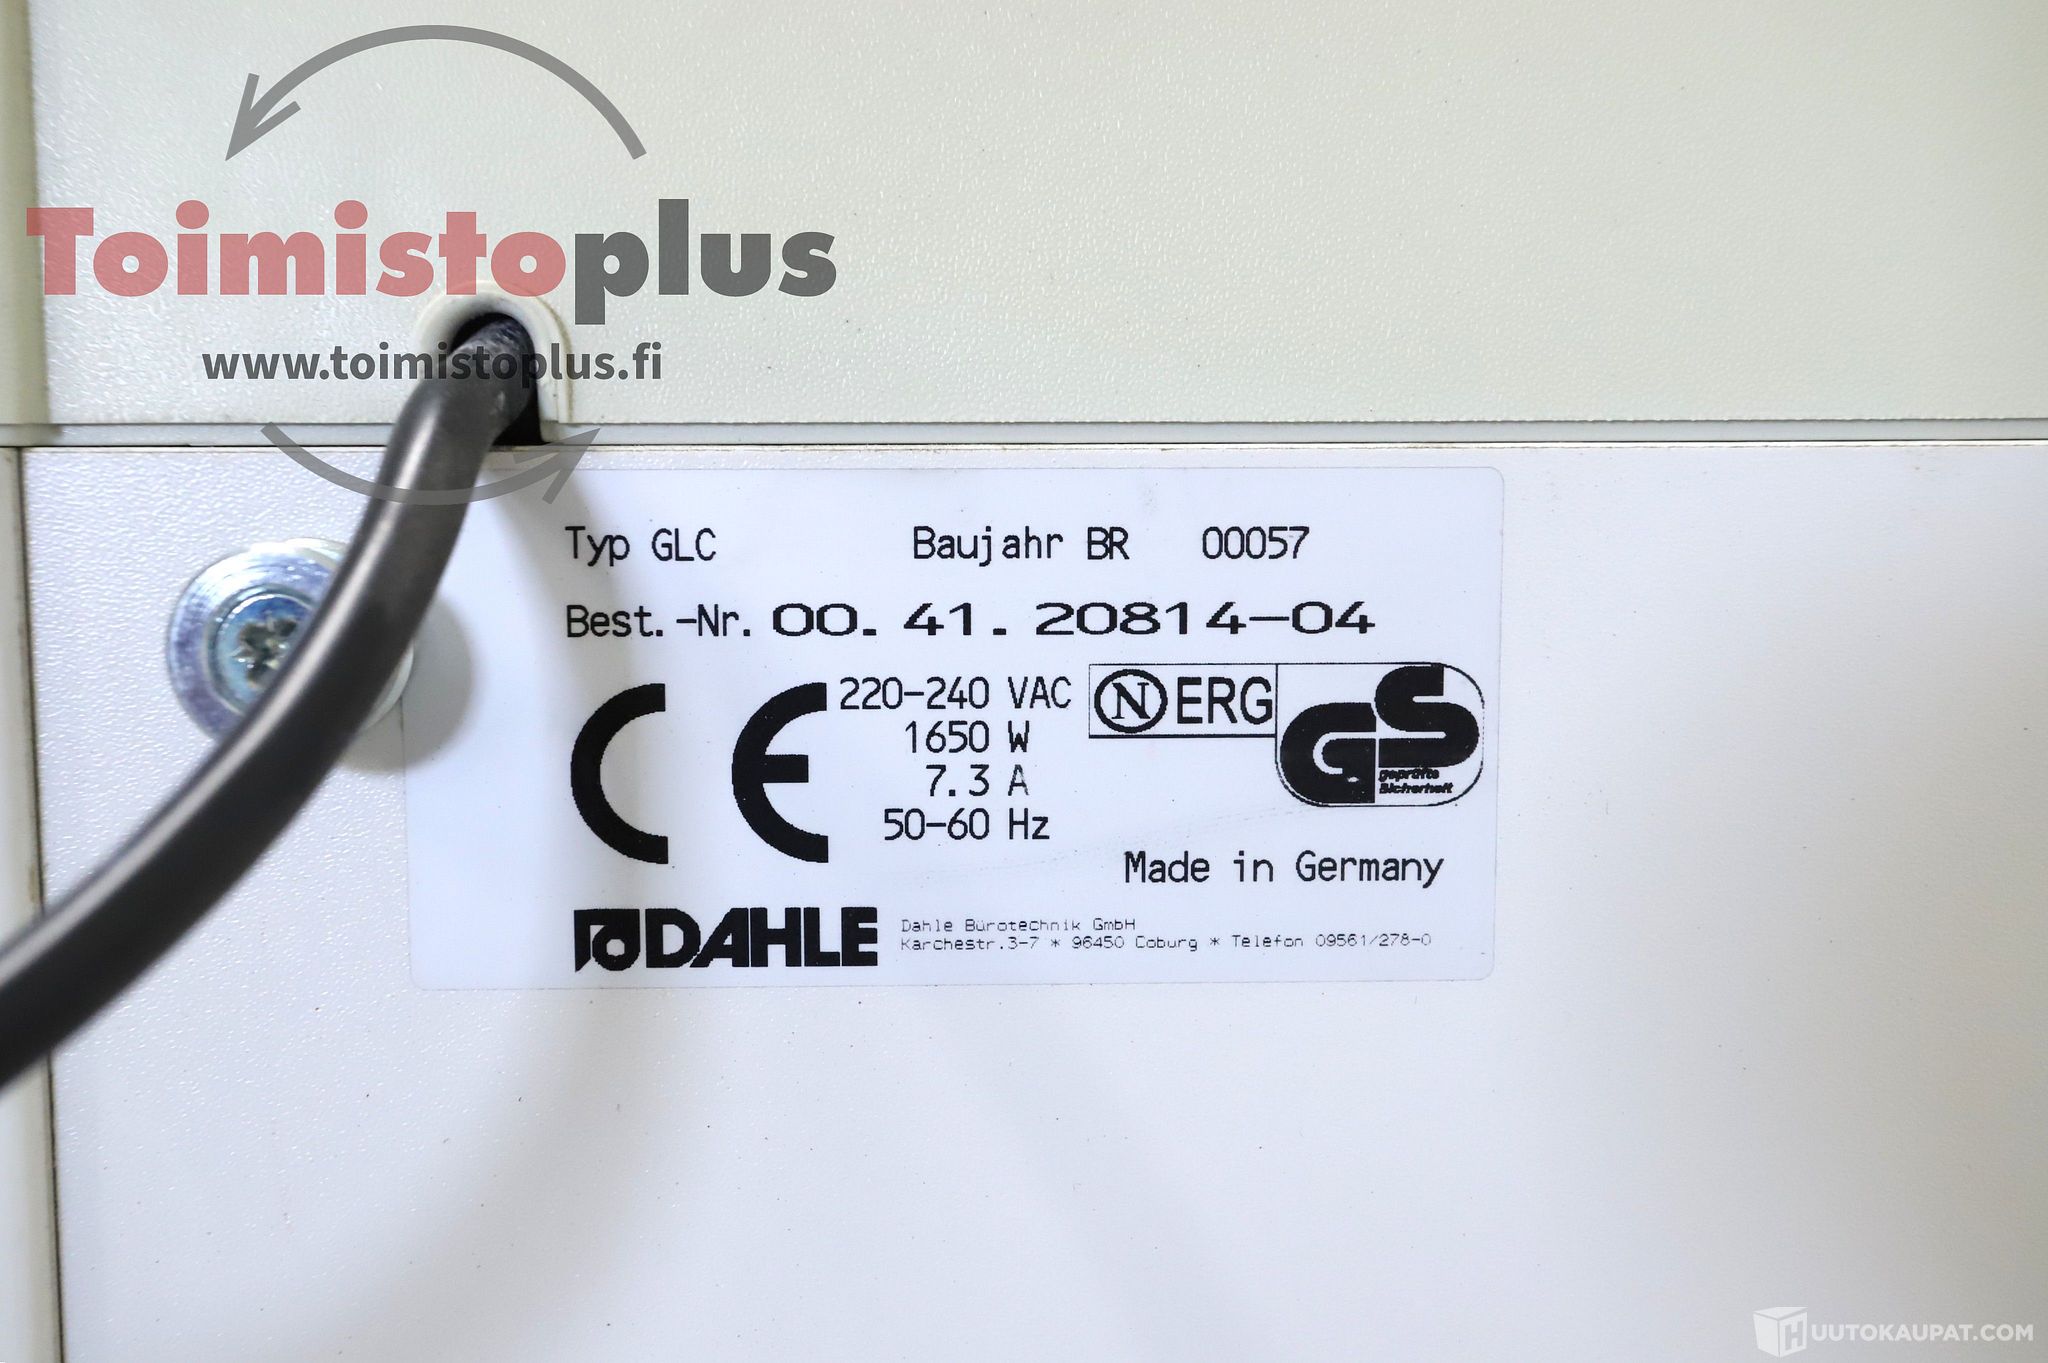 Toimistoplus
www.toimistoplus.fi
Typ GLC Baujahr BR 00057
Best.-Nr. 00.41.20814-04
CE 220-240 VAC
1650 W
7.3 A
50-60 Hz
N ERG
GS
geprüfte
Sicherheit
Made in Germany
DAHLE
Dahle Bürotechnik GmbH
Karchestr.3-7 * 96450 Coburg * Telefon 09561/278-0
HUUTOKAUPAT.COM